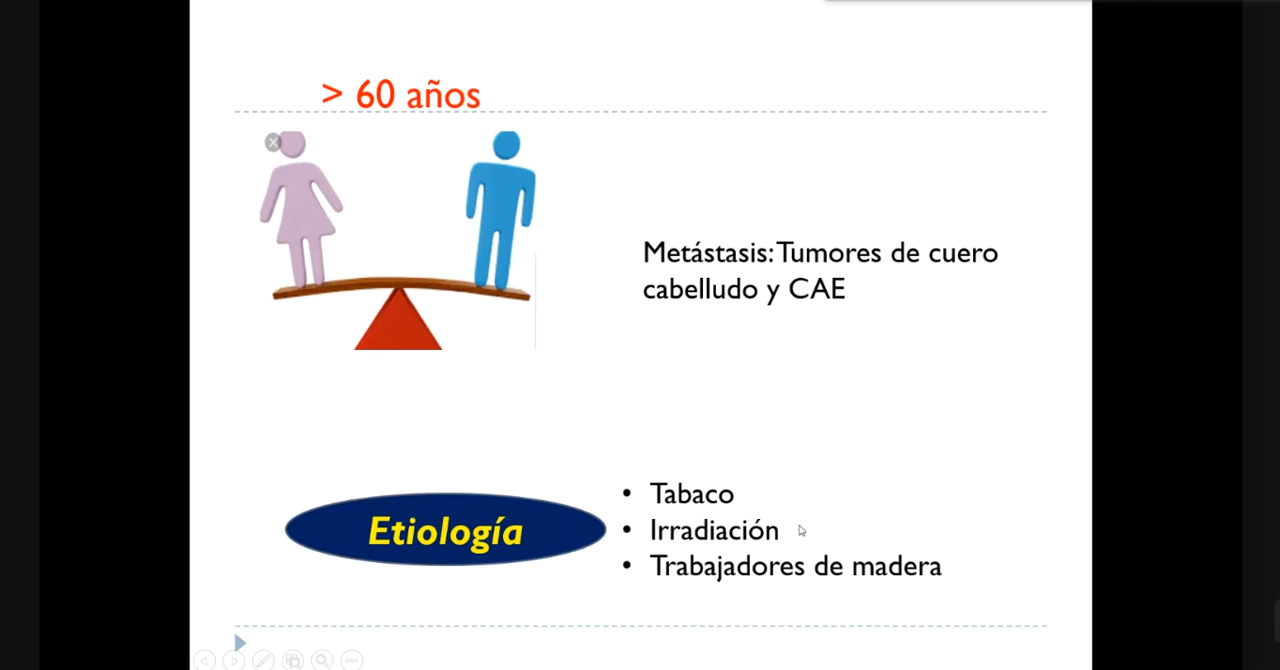 > 60 años
Metástasis: Tumores de cuero
cabelludo y CAE
Etiología
• Tabaco
• Irradiación
• Trabajadores de madera